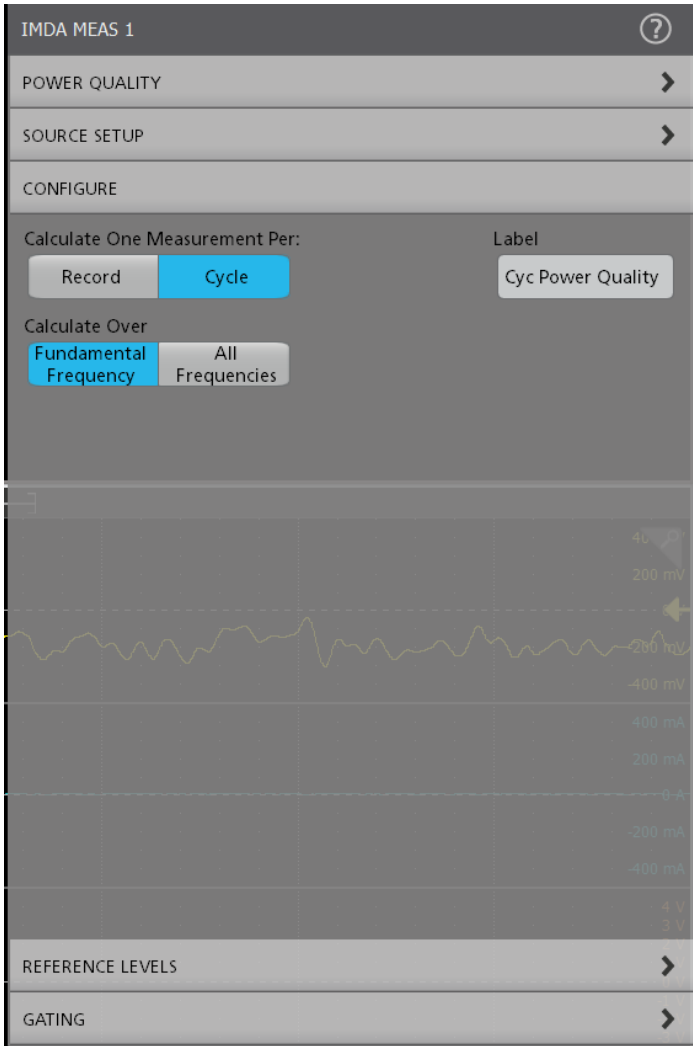 IMDA MEAS 1
?
POWER QUALITY
SOURCE SETUP
CONFIGURE
Calculate One Measurement Per:
Label
Record
Cycle
Cyc Power Quality
Calculate Over
Fundamental
Frequency
All
Frequencies
200 mV
-200 mV
-400 mV
400 mA
200 mA
0 A
-200 mA
-400 mA
4 V
3 V
REFERENCE LEVELS
GATING